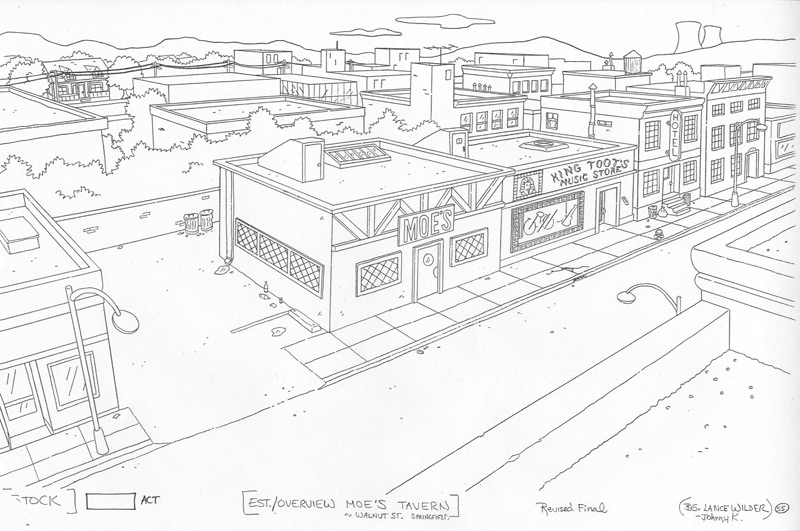 HOTEL
KING TOOT'S
MUSIC STORE
MOE'S
STOCK ACT
[EST./OVERVIEW MOE'S TAVERN]
~ WALNUT ST. SPRINGFIELD.
Revised Final
(BG. LANCE WILDER)
- Johnny K.